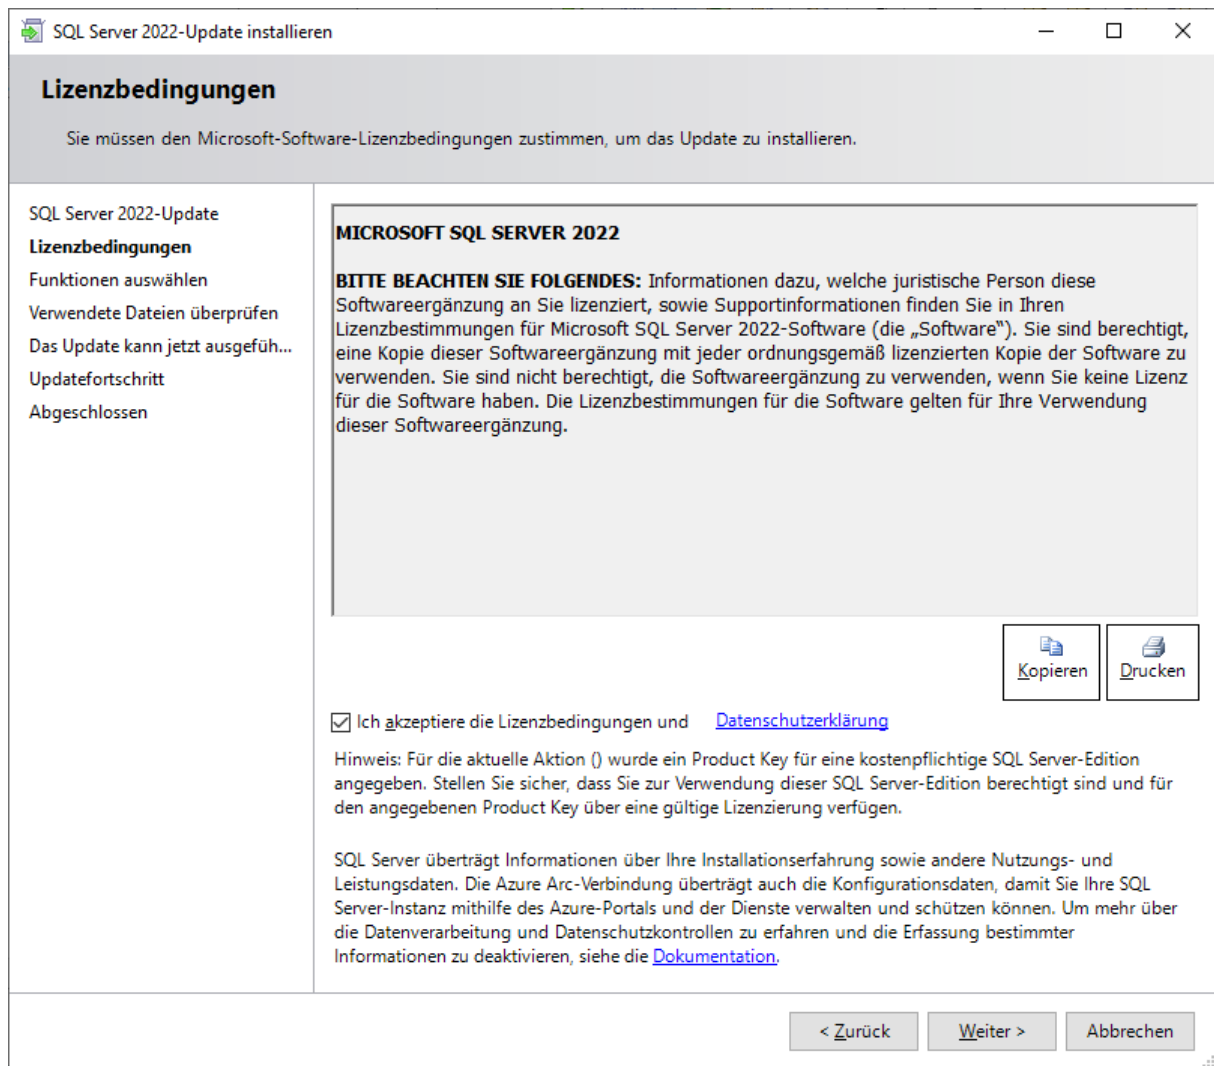 SQL Server 2022-Update installieren
Lizenzbedingungen
Sie müssen den Microsoft-Software-Lizenzbedingungen zustimmen, um das Update zu installieren.
SQL Server 2022-Update
Lizenzbedingungen
Funktionen auswählen
Verwendete Dateien überprüfen
Das Update kann jetzt ausgefüh...
Updatefortschritt
Abgeschlossen
MICROSOFT SQL SERVER 2022
BITTE BEACHTEN SIE FOLGENDES: Informationen dazu, welche juristische Person diese
Softwareergänzung an Sie lizenziert, sowie Supportinformationen finden Sie in Ihren
Lizenzbestimmungen für Microsoft SQL Server 2022-Software (die „Software“). Sie sind berechtigt,
eine Kopie dieser Softwareergänzung mit jeder ordnungsgemäß lizenzierten Kopie der Software zu
verwenden. Sie sind nicht berechtigt, die Softwareergänzung zu verwenden, wenn Sie keine Lizenz
für die Software haben. Die Lizenzbestimmungen für die Software gelten für Ihre Verwendung
dieser Softwareergänzung.
Kopieren
Drucken
Ich akzeptiere die Lizenzbedingungen und Datenschutzerklärung
Hinweis: Für die aktuelle Aktion () wurde ein Product Key für eine kostenpflichtige SQL Server-Edition
angegeben. Stellen Sie sicher, dass Sie zur Verwendung dieser SQL Server-Edition berechtigt sind und für
den angegebenen Product Key über eine gültige Lizenzierung verfügen.
SQL Server überträgt Informationen über Ihre Installationserfahrung sowie andere Nutzungs- und
Leistungsdaten. Die Azure Arc-Verbindung überträgt auch die Konfigurationsdaten, damit Sie Ihre SQL
Server-Instanz mithilfe des Azure-Portals und der Dienste verwalten und schützen können. Um mehr über
die Datenverarbeitung und Datenschutzkontrollen zu erfahren und die Erfassung bestimmter
Informationen zu deaktivieren, siehe die Dokumentation.
< Zurück
Weiter >
Abbrechen